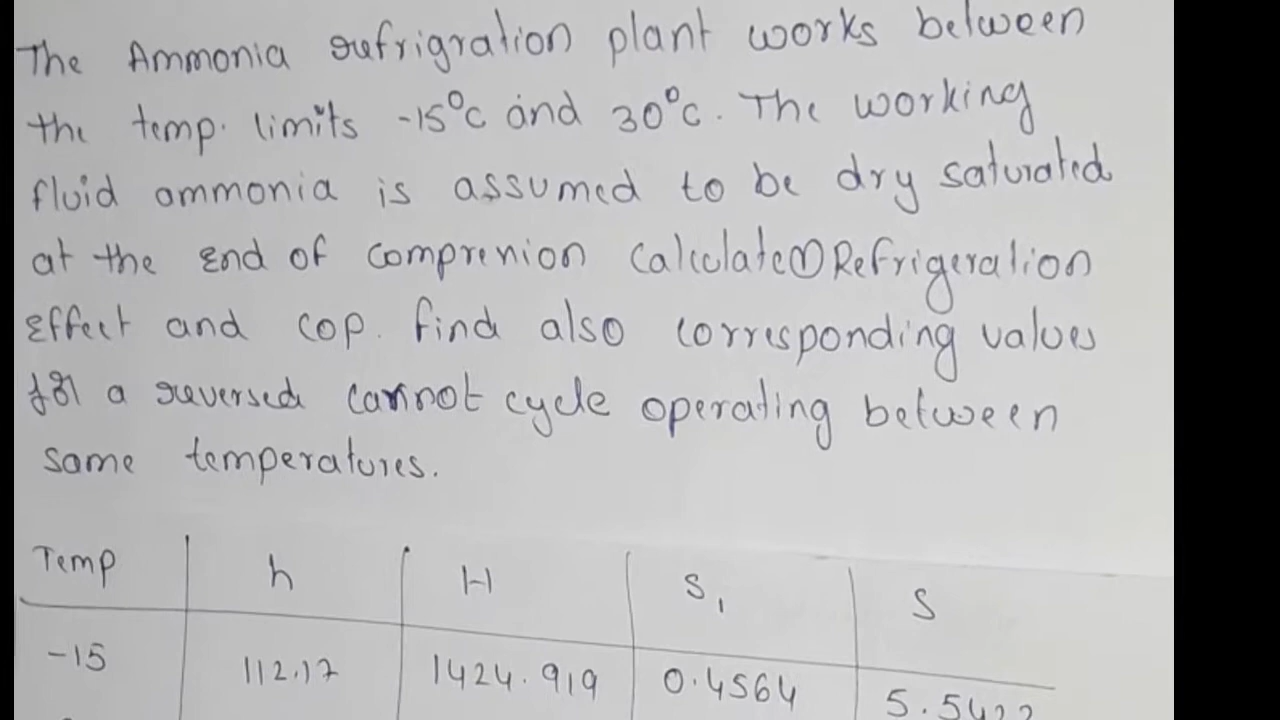 The Ammonia refrigration plant works between
the temp. limits -15°C and 30°C. The working
fluid ammonia is assumed to be dry saturated
at the end of comprenion Calculate ① Refrigeration
Effect and COP. find also corresponding values
for a reversed carnot cycle operating between
same temperatures.
Temp h H S1 S
-15 112.17 1424.919 0.4564